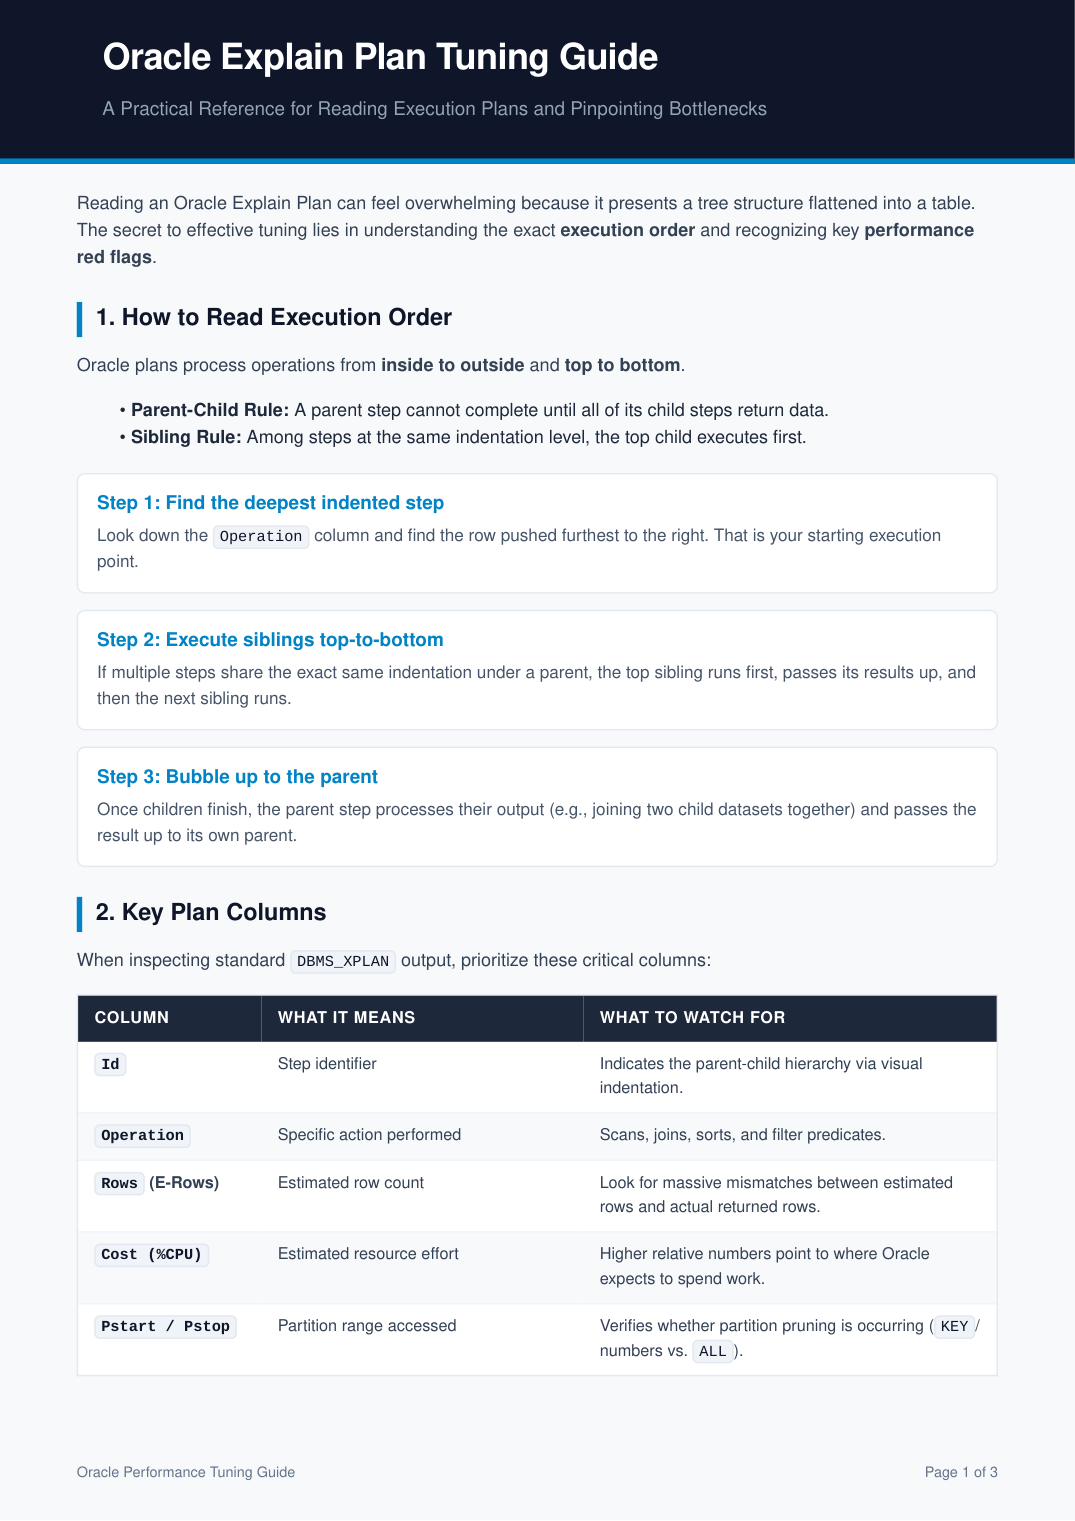 Oracle Explain Plan Tuning Guide
A Practical Reference for Reading Execution Plans and Pinpointing Bottlenecks
Reading an Oracle Explain Plan can feel overwhelming because it presents a tree structure flattened into a table.
The secret to effective tuning lies in understanding the exact execution order and recognizing key performance
red flags.
1. How to Read Execution Order
Oracle plans process operations from inside to outside and top to bottom.
• Parent-Child Rule: A parent step cannot complete until all of its child steps return data.
• Sibling Rule: Among steps at the same indentation level, the top child executes first.
Step 1: Find the deepest indented step
Look down the Operation column and find the row pushed furthest to the right. That is your starting execution
point.
Step 2: Execute siblings top-to-bottom
If multiple steps share the exact same indentation under a parent, the top sibling runs first, passes its results up, and
then the next sibling runs.
Step 3: Bubble up to the parent
Once children finish, the parent step processes their output (e.g., joining two child datasets together) and passes the
result up to its own parent.
2. Key Plan Columns
When inspecting standard DBMS_XPLAN output, prioritize these critical columns:
COLUMN WHAT IT MEANS WHAT TO WATCH FOR
Id Step identifier Indicates the parent-child hierarchy via visual
indentation.
Operation Specific action performed Scans, joins, sorts, and filter predicates.
Rows (E-Rows) Estimated row count Look for massive mismatches between estimated
rows and actual returned rows.
Cost (%CPU) Estimated resource effort Higher relative numbers point to where Oracle
expects to spend work.
Pstart / Pstop Partition range accessed Verifies whether partition pruning is occurring (KEY/
numbers vs. ALL).
Oracle Performance Tuning Guide Page 1 of 3